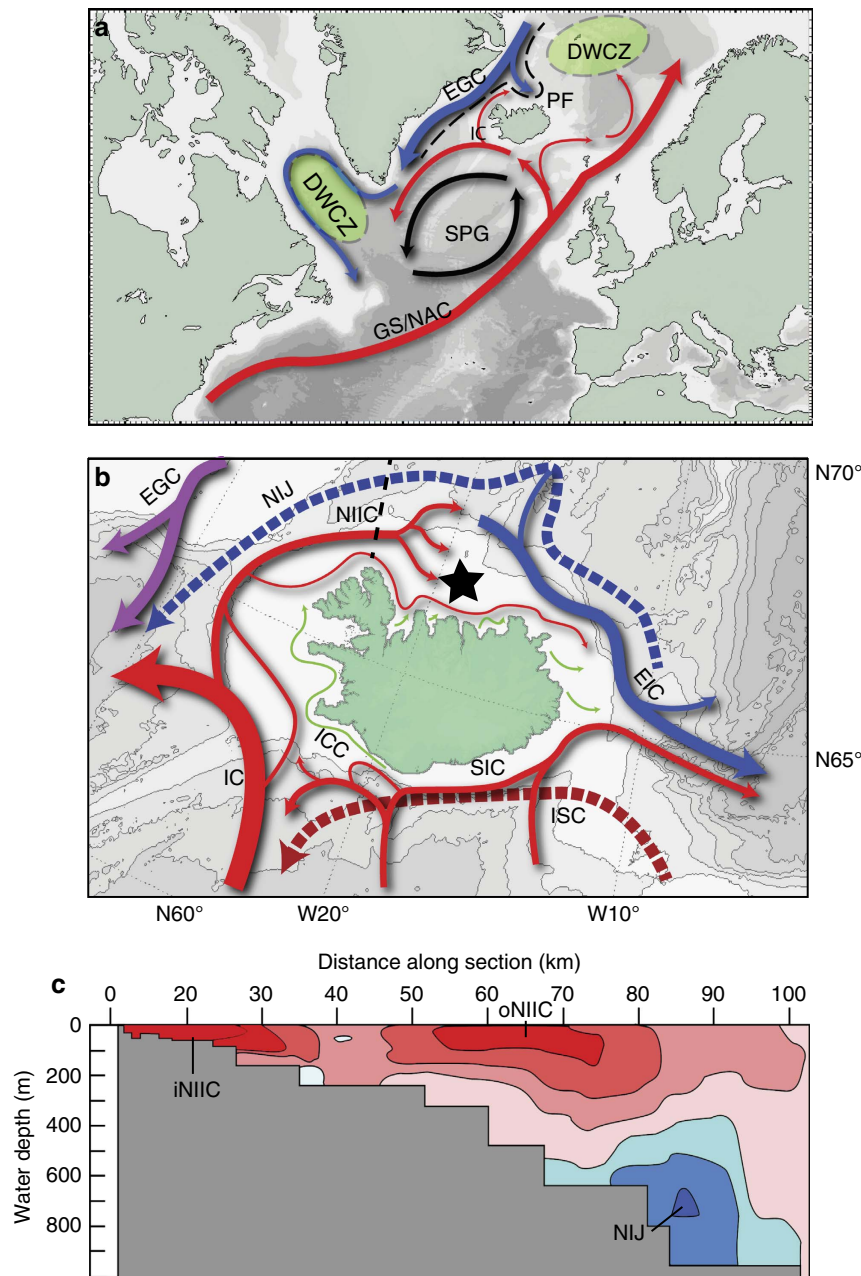 a
DWCZ
EGC
PF
IC
DWCZ
SPG
GS/NAC
b
EGC
NIJ
N70°
NIIC
EIC
ICC
SIC
N65°
IC
ISC
N60°
W20°
W10°
Distance along section (km)
c
0 20 30 40 50 60 70 80 90 100
oNIIC
0
iNIIC
200
400
600
800
Water depth (m)
NIJ